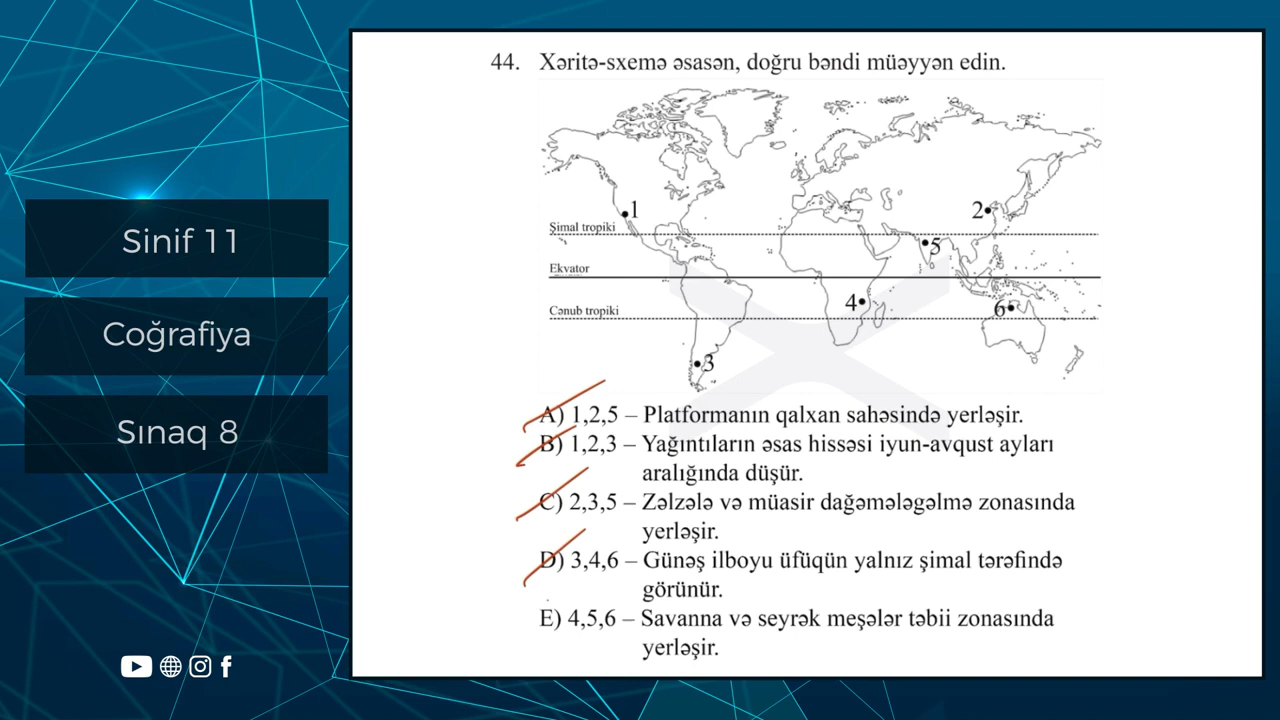 Sinif 11
Coğrafiya
Sınaq 8
44. Xəritə-sxemə əsasən, doğru bəndi müəyyən edin.
1
2
Şimal tropiki
5
Ekvator
4
6
Cənub tropiki
3
A) 1,2,5 – Platformanın qalxan sahəsində yerləşir.
B) 1,2,3 – Yağıntıların əsas hissəsi iyun-avqust ayları
aralığında düşür.
C) 2,3,5 – Zəlzələ və müasir dağəmələgəlmə zonasında
yerləşir.
D) 3,4,6 – Günəş ilboyu üfüqün yalnız şimal tərəfində
görünür.
E) 4,5,6 – Savanna və seyrək meşələr təbii zonasında
yerləşir.